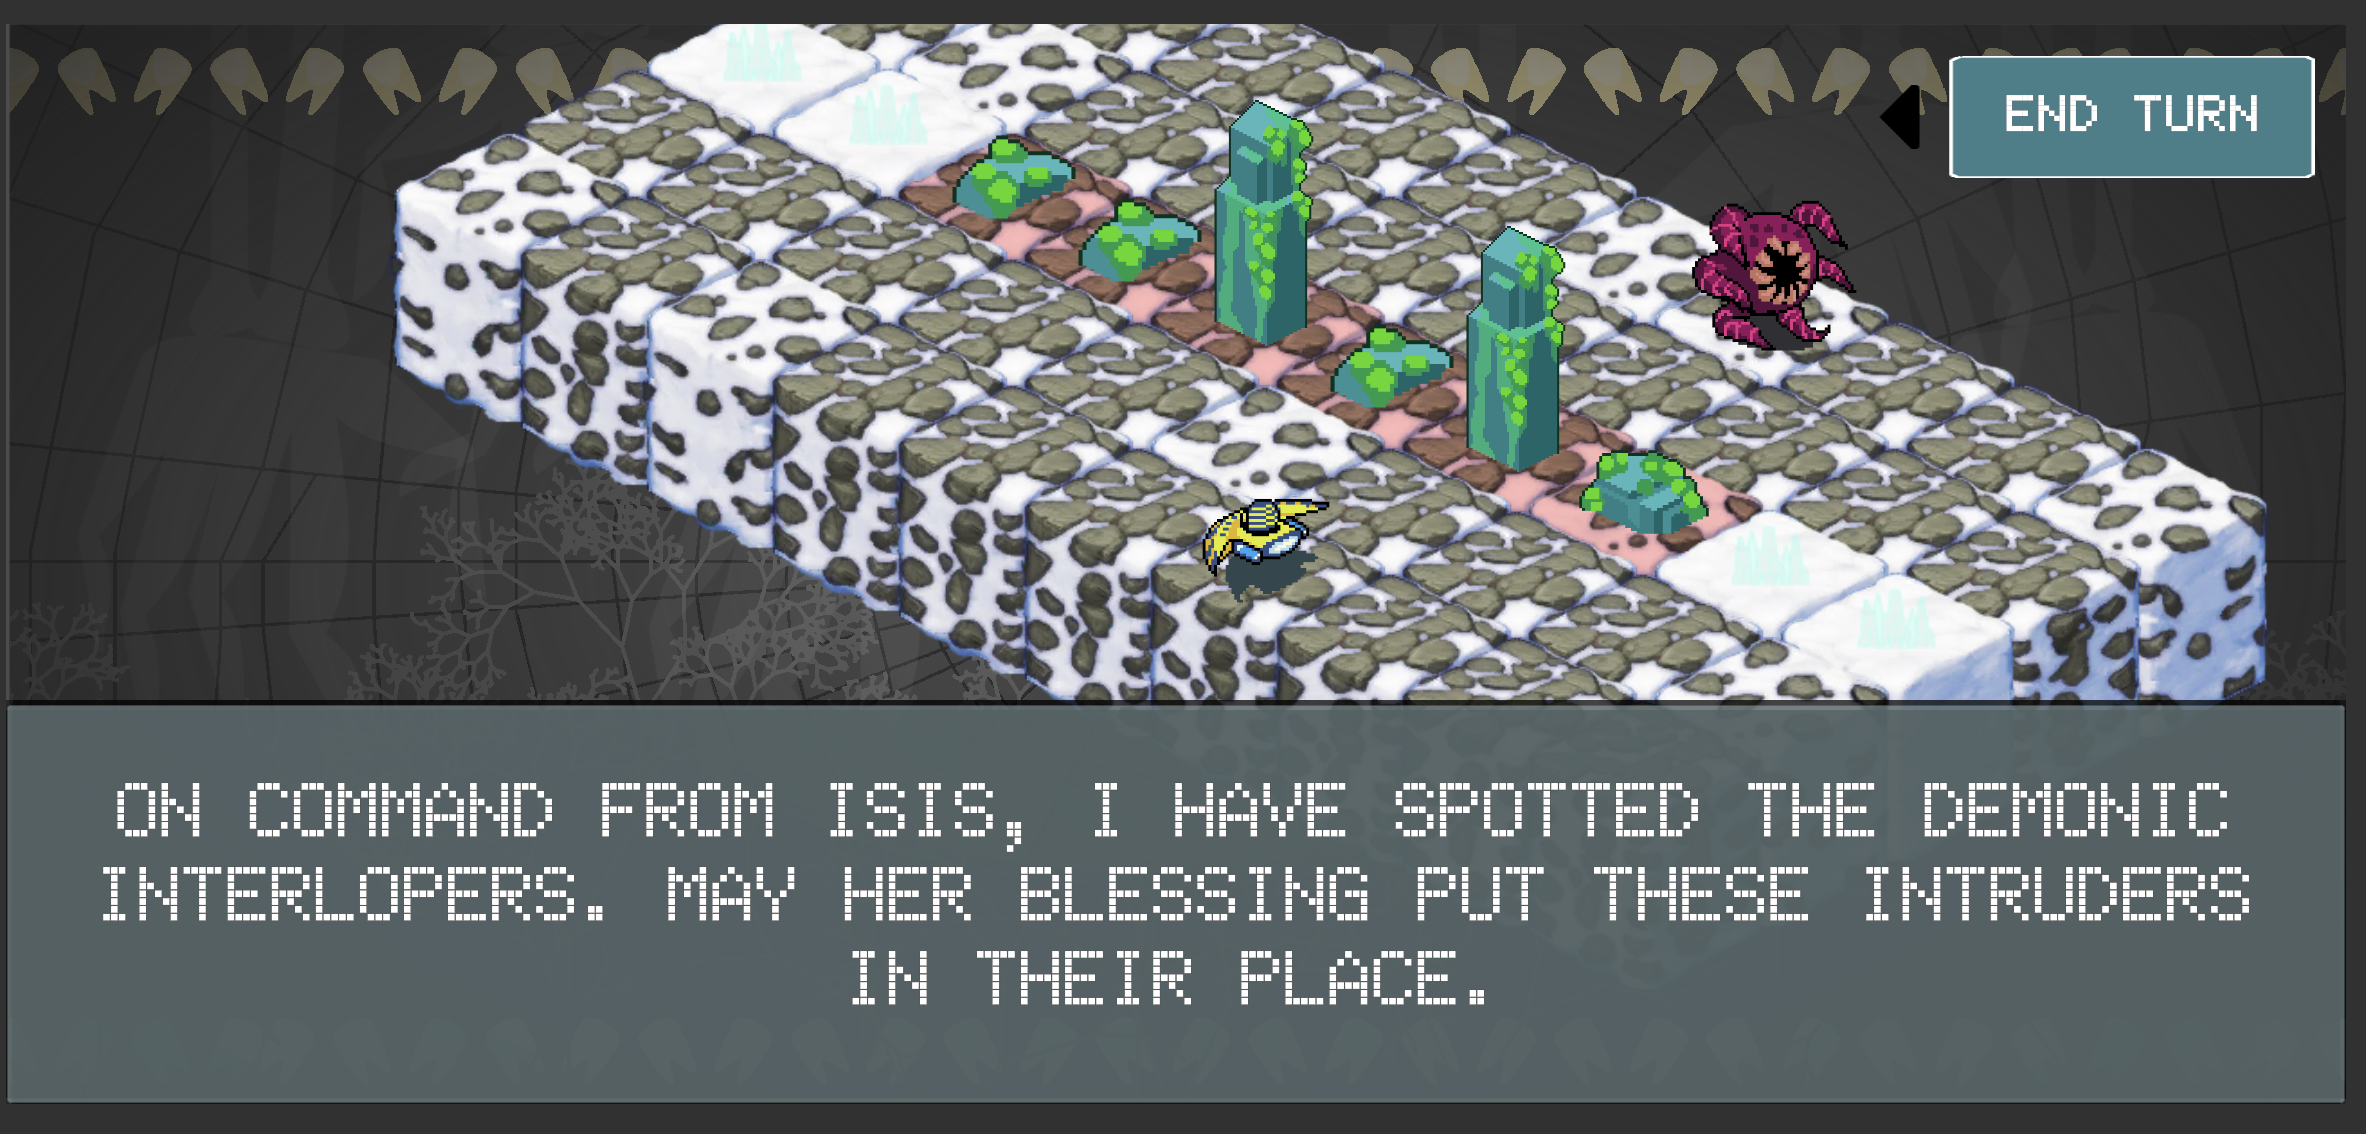 END TURN
ON COMMAND FROM ISIS, I HAVE SPOTTED THE DEMONIC
INTERLOPERS. MAY HER BLESSING PUT THESE INTRUDERS
IN THEIR PLACE.